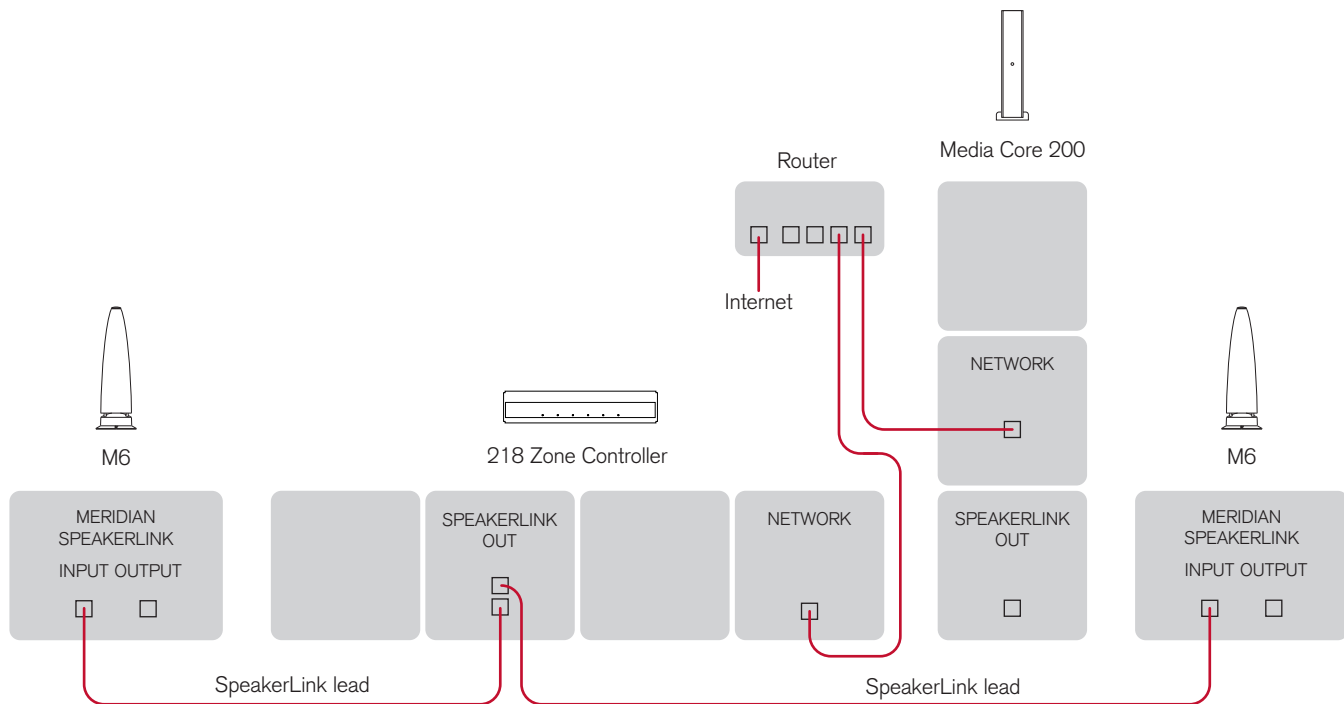 Media Core 200
Router
Internet
NETWORK
M6
218 Zone Controller
M6
MERIDIAN
SPEAKERLINK
INPUT OUTPUT
SPEAKERLINK
OUT
NETWORK
SPEAKERLINK
OUT
MERIDIAN
SPEAKERLINK
INPUT OUTPUT
SpeakerLink lead
SpeakerLink lead